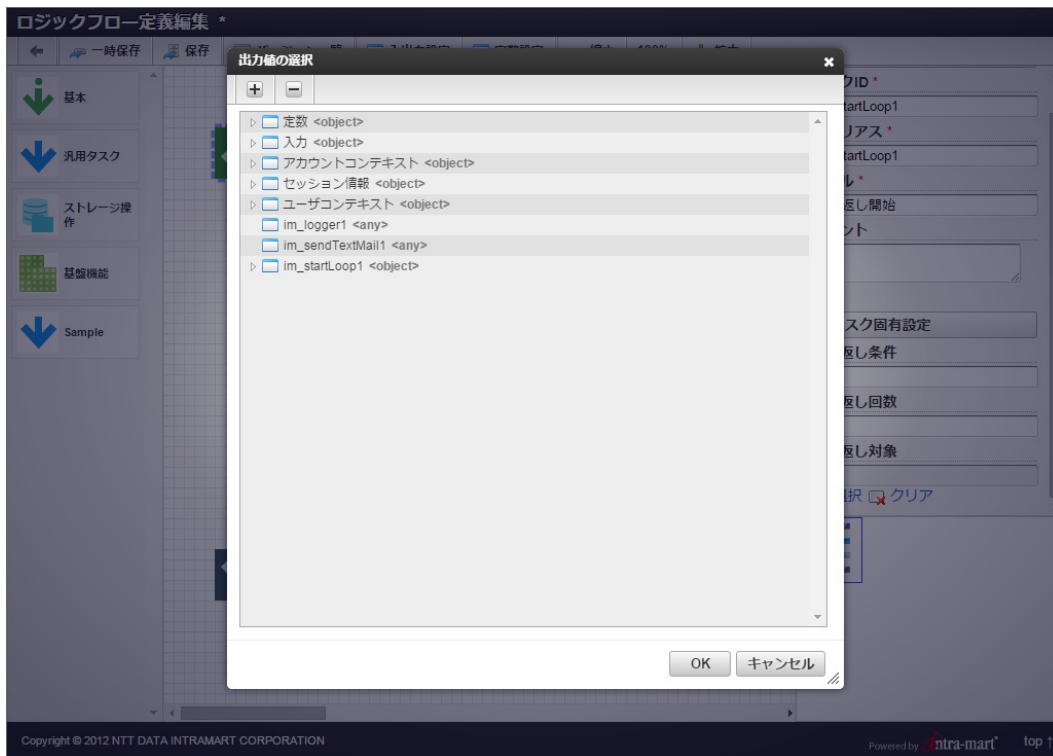 ロジックフロー定義編集 *
一時保存
保存
100%
基本
汎用タスク
ストレージ操
作
基盤機能
Sample
出力値の選択
定数 <object>
入力 <object>
アカウントコンテキスト <object>
セッション情報 <object>
ユーザコンテキスト <object>
im_logger1 <any>
im_sendTextMail1 <any>
im_startLoop1 <object>
OK
キャンセル
クID *
tartLoop1
リアス *
tartLoop1
ル *
返し開始
ント
スク固有設定
返し条件
返し回数
返し対象
択 クリア
Copyright © 2012 NTT DATA INTRAMART CORPORATION
Powered by intra-mart
top ↑